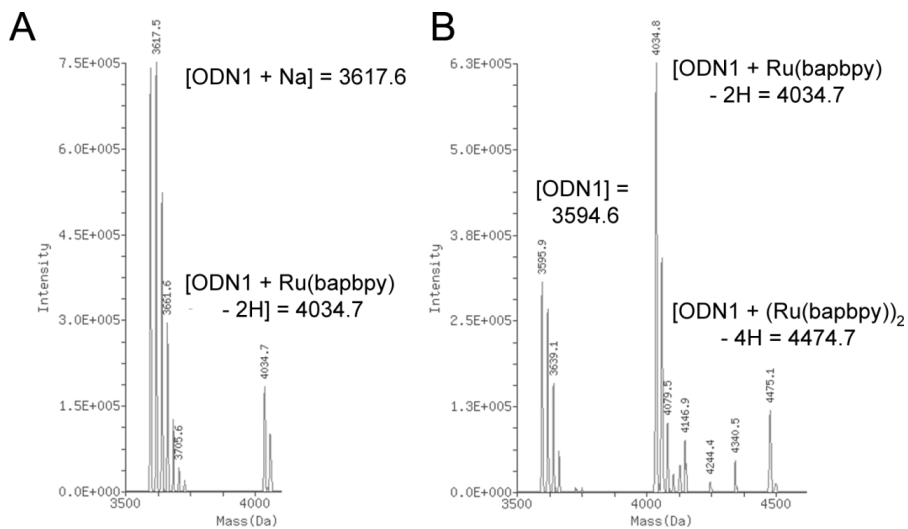 A
3617.5
7.5E+005
[ODN1 + Na] = 3617.6
6.0E+005
4.5E+005
Intensity
[ODN1 + Ru(bapbpy)
- 2H] = 4034.7
3661.6
3.0E+005
4034.7
1.5E+005
3705.6
0.0E+000
3500
4000
Mass(Da)
B
4034.8
6.3E+005
[ODN1 + Ru(bapbpy)
- 2H = 4034.7
5.0E+005
[ODN1] =
3594.6
3.8E+005
Intensity
3595.9
[ODN1 + (Ru(bapbpy))2
- 4H = 4474.7
2.5E+005
3639.1
4475.1
1.3E+005
4079.5
4146.9
4244.4
4340.5
0.0E+000
3500
4000
4500
Mass(Da)